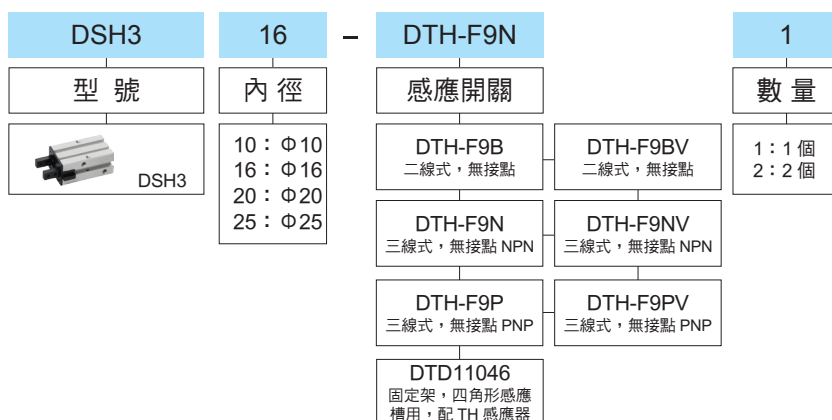 DSH3
16
–
DTH-F9N
1
型 號
內 徑
感應開關
數 量
DSH3
10：Φ10
16：Φ16
20：Φ20
25：Φ25
DTH-F9B
二線式，無接點
DTH-F9BV
二線式，無接點
1：1個
2：2個
DTH-F9N
三線式，無接點 NPN
DTH-F9NV
三線式，無接點 NPN
DTH-F9P
三線式，無接點 PNP
DTH-F9PV
三線式，無接點 PNP
DTD11046
固定架，四角形感應
槽用，配 TH 感應器